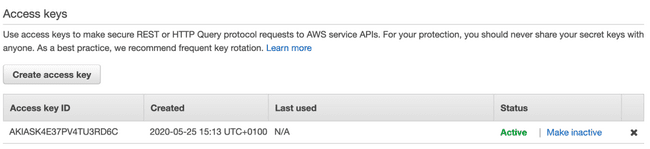 Access keys
Use access keys to make secure REST or HTTP Query protocol requests to AWS service APIs. For your protection, you should never share your secret keys with
anyone. As a best practice, we recommend frequent key rotation. Learn more
Create access key
Access key ID Created Last used Status
AKIASK4E37PV4TU3RD6C 2020-05-25 15:13 UTC+0100 N/A Active | Make inactive ✖